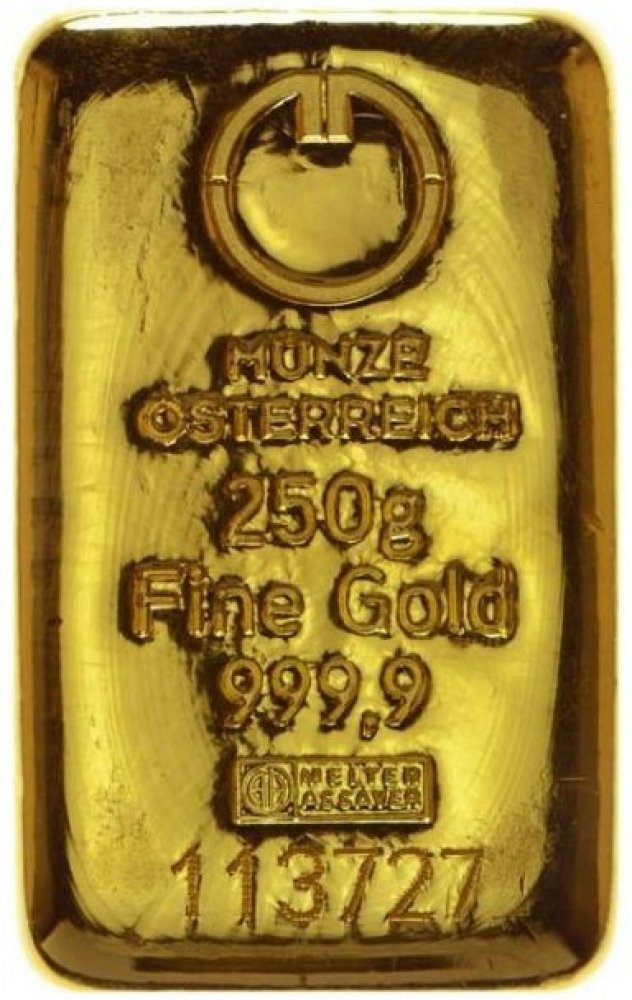 MÜNZE
ÖSTERREICH
250g
Fine Gold
999,9
MELTER
ASSAYER
113727